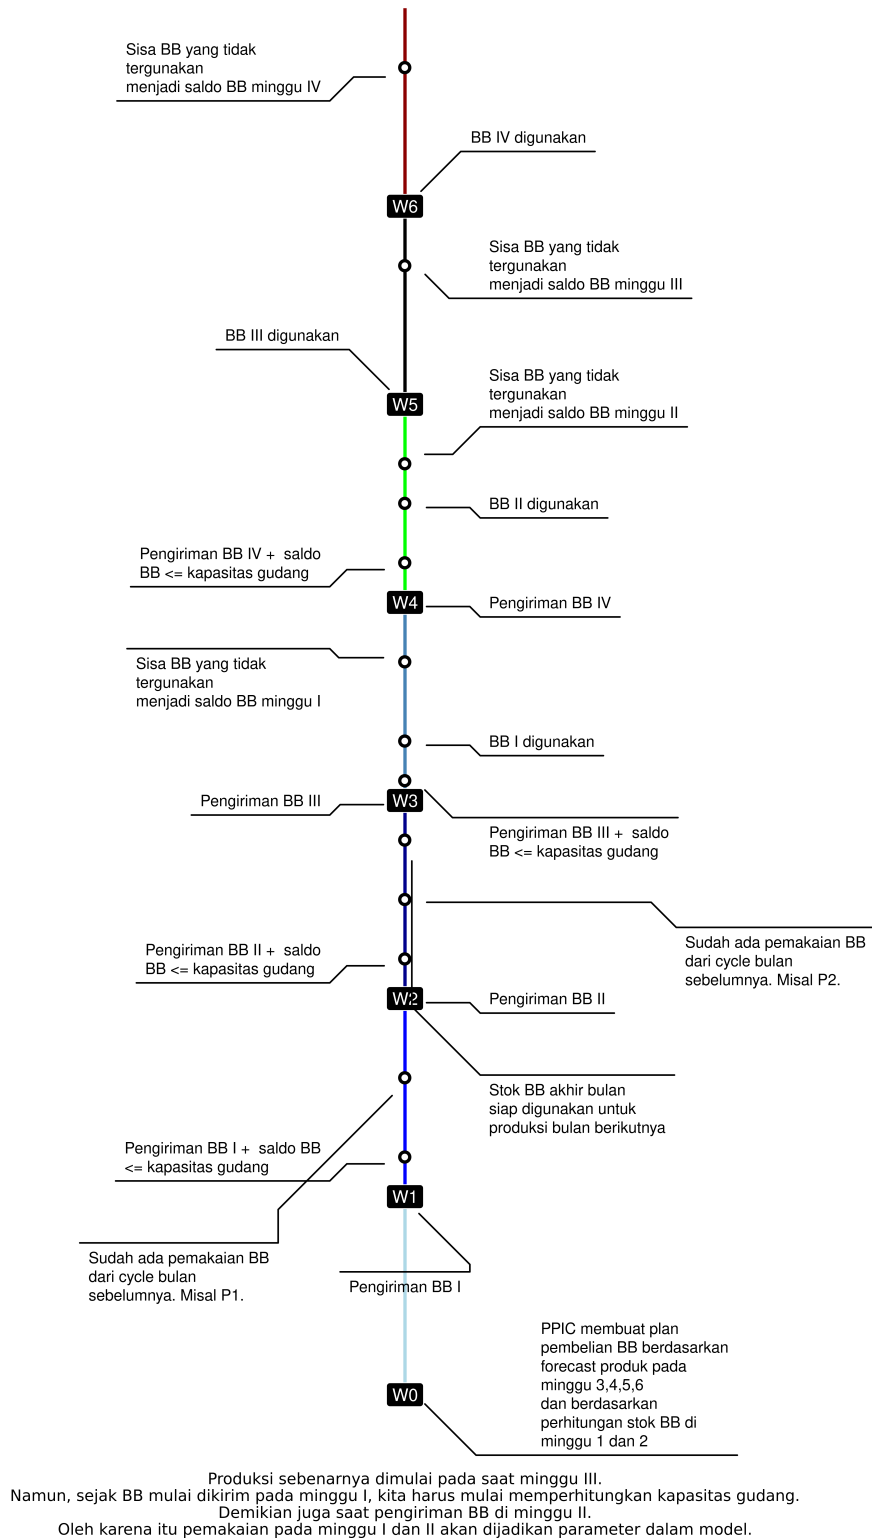 Sisa BB yang tidak
tergunakan
menjadi saldo BB minggu IV
BB IV digunakan
W6
Sisa BB yang tidak
tergunakan
menjadi saldo BB minggu III
BB III digunakan
Sisa BB yang tidak
tergunakan
menjadi saldo BB minggu II
W5
BB II digunakan
Pengiriman BB IV +  saldo
BB <= kapasitas gudang
W4
Pengiriman BB IV
Sisa BB yang tidak
tergunakan
menjadi saldo BB minggu I
BB I digunakan
Pengiriman BB III
W3
Pengiriman BB III +  saldo
BB <= kapasitas gudang
Sudah ada pemakaian BB
dari cycle bulan
sebelumnya. Misal P2.
Pengiriman BB II +  saldo
BB <= kapasitas gudang
W2
Pengiriman BB II
Stok BB akhir bulan
siap digunakan untuk
produksi bulan berikutnya
Pengiriman BB I +  saldo BB
<= kapasitas gudang
W1
Sudah ada pemakaian BB
dari cycle bulan
sebelumnya. Misal P1.
Pengiriman BB I
PPIC membuat plan
pembelian BB berdasarkan
forecast produk pada
minggu 3,4,5,6
dan berdasarkan
perhitungan stok BB di
minggu 1 dan 2
W0
Produksi sebenarnya dimulai pada saat minggu III.
Namun, sejak BB mulai dikirim pada minggu I, kita harus mulai memperhitungkan kapasitas gudang.
Demikian juga saat pengiriman BB di minggu II.
Oleh karena itu pemakaian pada minggu I dan II akan dijadikan parameter dalam model.